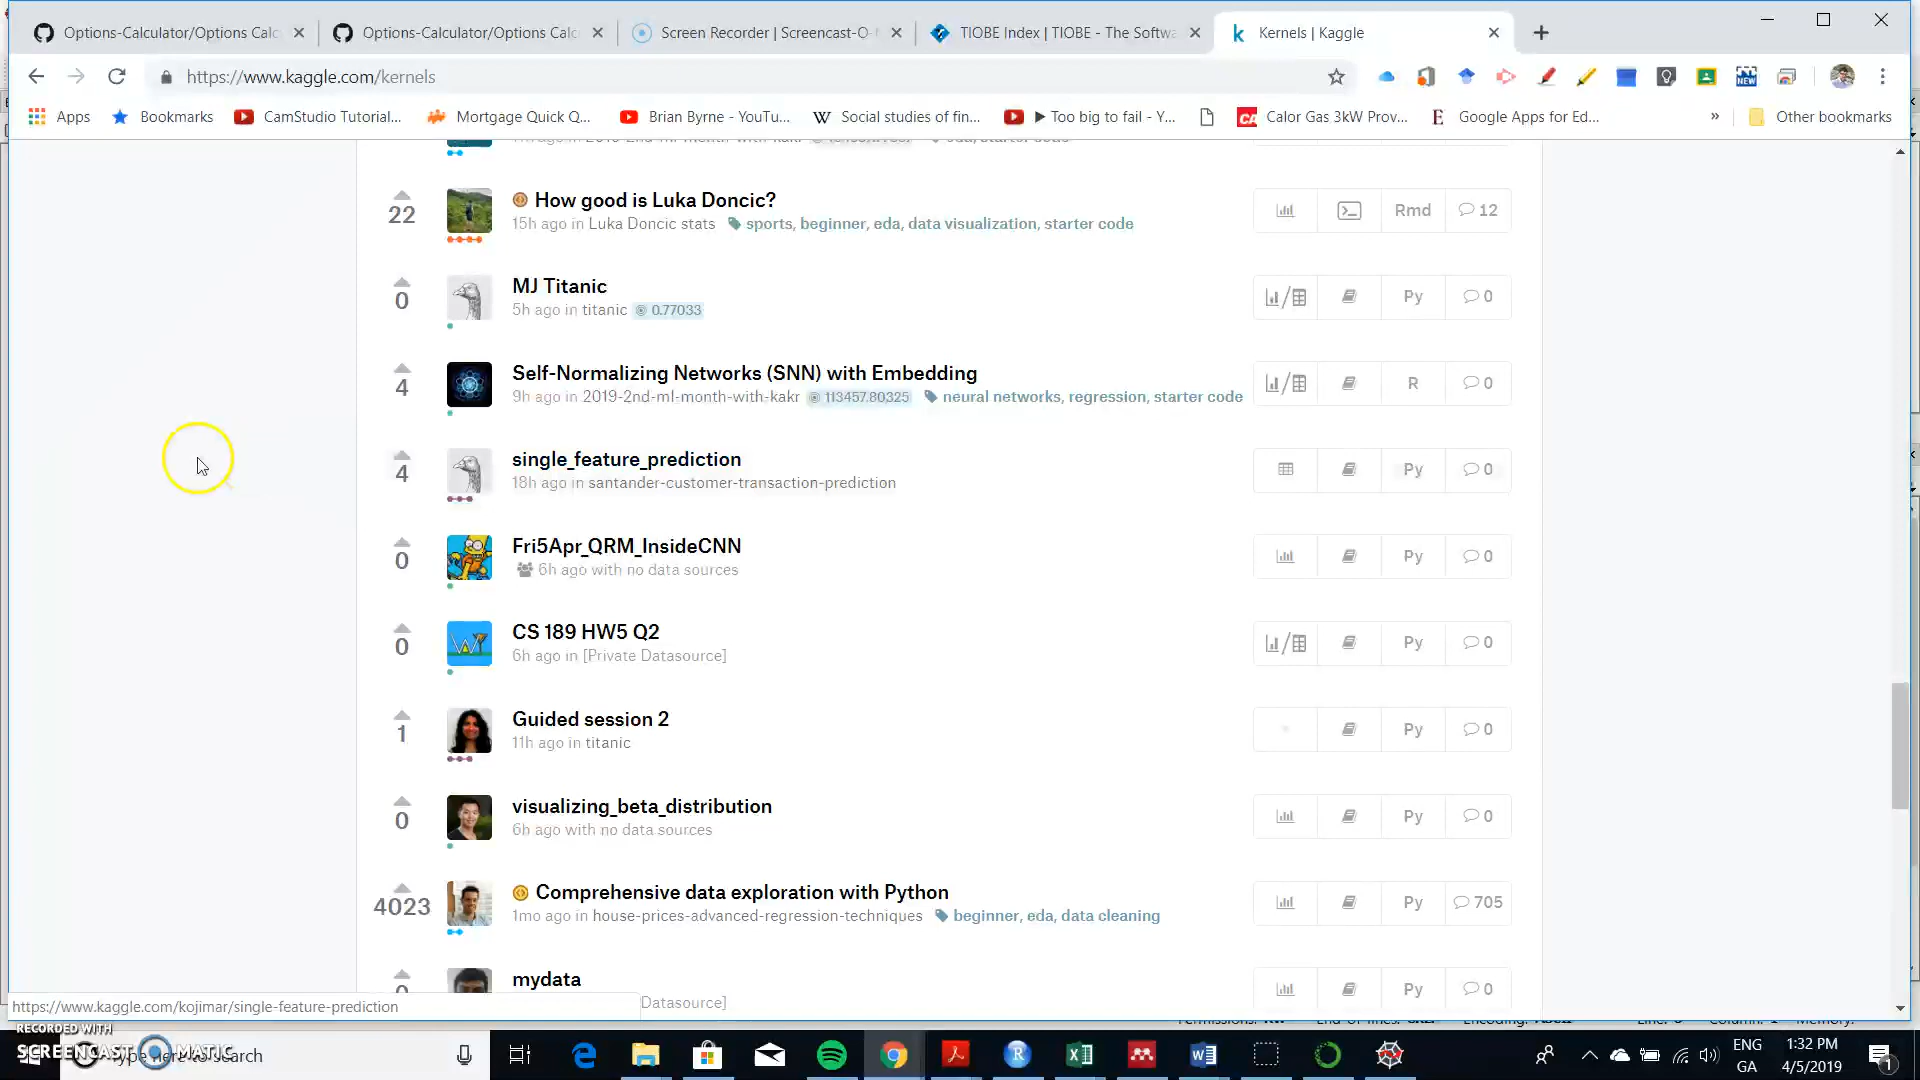 Options-Calculator/Options Calc
Options-Calculator/Options Calc
Screen Recorder | Screencast-O-
TIOBE Index | TIOBE - The Softwa
Kernels | Kaggle
https://www.kaggle.com/kernels
Apps
Bookmarks
CamStudio Tutorial...
Mortgage Quick Q...
Brian Byrne - YouTu...
Social studies of fin...
▶ Too big to fail - Y...
Calor Gas 3kW Prov...
Google Apps for Ed...
»
Other bookmarks
22
How good is Luka Doncic?
15h ago in Luka Doncic stats
sports, beginner, eda, data visualization, starter code
Rmd
12
0
MJ Titanic
5h ago in titanic 0.77033
Py
0
4
Self-Normalizing Networks (SNN) with Embedding
9h ago in 2019-2nd-ml-month-with-kakr 113457.80325 neural networks, regression, starter code
R
0
4
single_feature_prediction
18h ago in santander-customer-transaction-prediction
Py
0
0
Fri5Apr_QRM_InsideCNN
6h ago with no data sources
Py
0
0
CS 189 HW5 Q2
6h ago in [Private Datasource]
Py
0
1
Guided session 2
11h ago in titanic
Py
0
0
visualizing_beta_distribution
6h ago with no data sources
Py
0
4023
Comprehensive data exploration with Python
1mo ago in house-prices-advanced-regression-techniques beginner, eda, data cleaning
Py
705
mydata
Datasource]
Py
0
https://www.kaggle.com/kojimar/single-feature-prediction
RECORDED WITH
SCREENCAST MATIC
Type here to search
ENG
GA
1:32 PM
4/5/2019
1